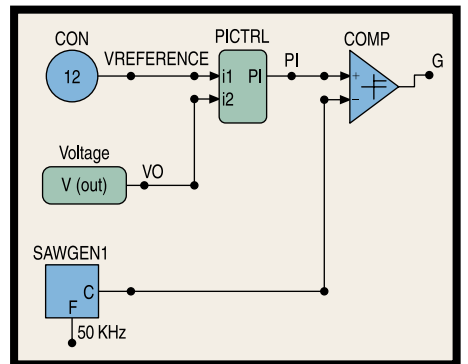 CON
VREFERENCE
PICTRL
PI
COMP
G
12
i1
PI
i2
+
−
Voltage
V (out)
VO
SAWGEN1
C
F
50 KHz